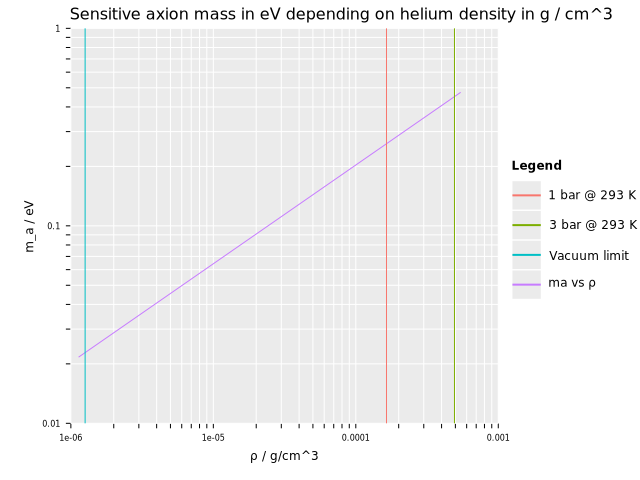 Sensitive axion mass in eV depending on helium density in g / cm^3
1
0.1
0.01
m_a / eV
1e-06
1e-05
0.0001
0.001
ρ / g/cm^3
Legend
1 bar @ 293 K
3 bar @ 293 K
Vacuum limit
ma vs ρ